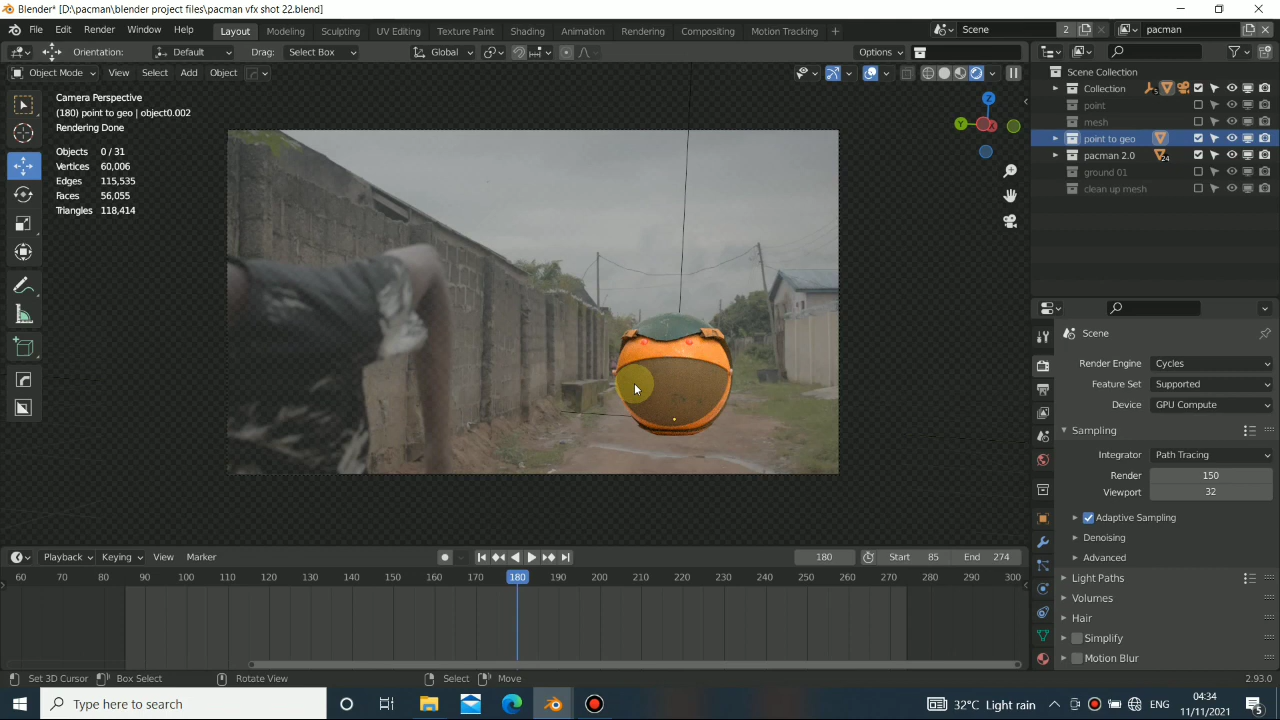 Blender* [D:\pacman\blender project files\pacman vfx shot 22.blend]
File Edit Render Window Help Layout Modeling Sculpting UV Editing Texture Paint Shading Animation Rendering Compositing Motion Tracking + Scene 2 pacman
Orientation: Default Drag: Select Box Global Options
Object Mode View Select Add Object
Camera Perspective
(180) point to geo | object0.002
Rendering Done
Objects 0 / 31
Vertices 60,006
Edges 115,535
Faces 56,055
Triangles 118,414
Z
Y
X
Scene Collection
Collection 5
point
mesh
point to geo
pacman 2.0 24
ground 01
clean up mesh
Scene
Render Engine Cycles
Feature Set Supported
Device GPU Compute
Sampling
Integrator Path Tracing
Render 150
Viewport 32
Adaptive Sampling
Denoising
Advanced
Light Paths
Volumes
Hair
Simplify
Motion Blur
Playback Keying View Marker 180 Start 85 End 274
60 70 80 90 100 110 120 130 140 150 160 170 180 190 200 210 220 230 240 250 260 270 280 290 300
Set 3D Cursor Box Select Rotate View Select Move 2.93.0
Type here to search 32°C Light rain ENG 04:34
11/11/2021 5